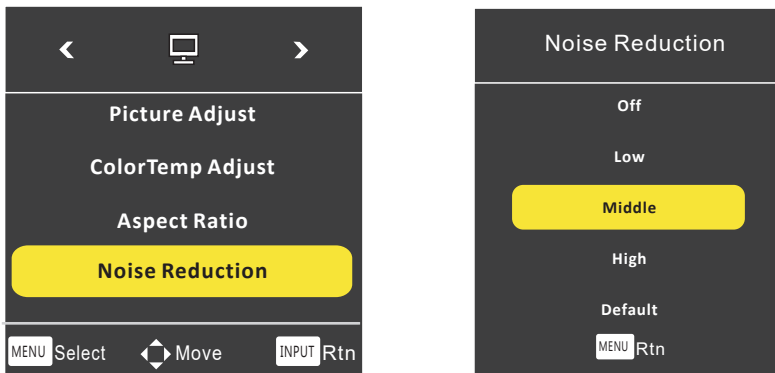 Picture Adjust
ColorTemp Adjust
Aspect Ratio
Noise Reduction
MENU Select Move INPUT Rtn
Noise Reduction
Off
Low
Middle
High
Default
MENU Rtn